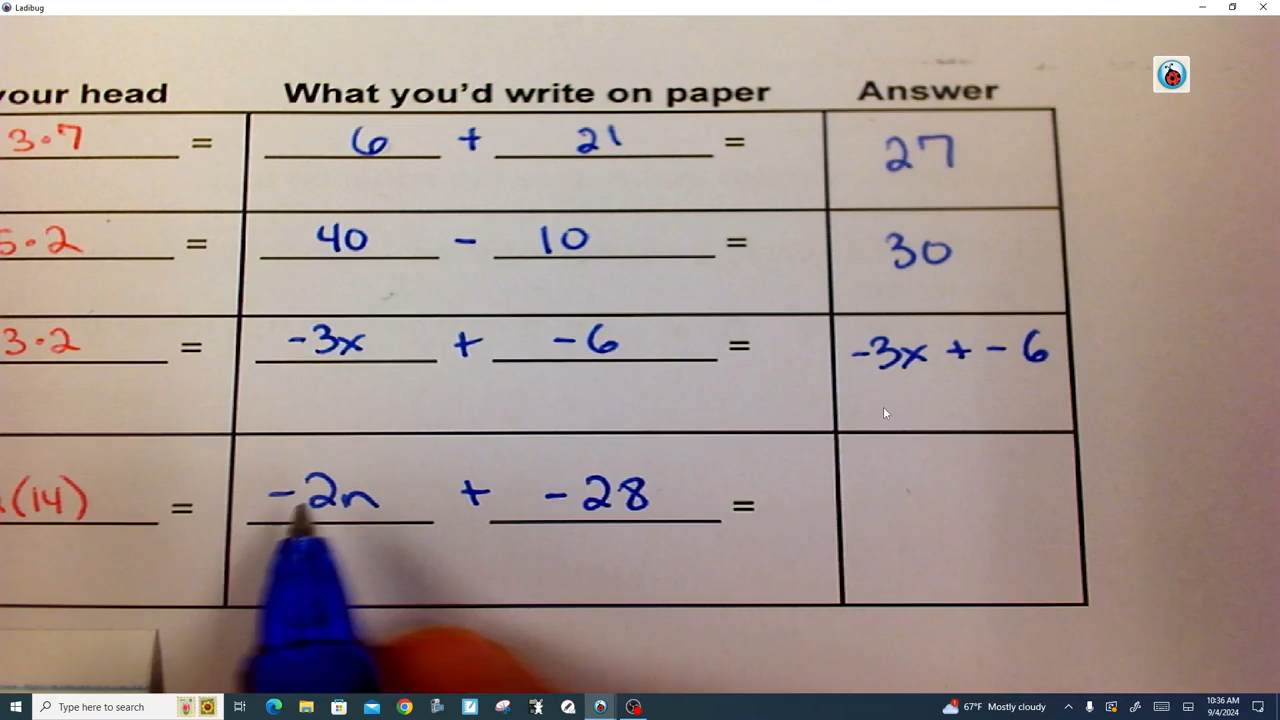 Ladibug
your head What you'd write on paper Answer
3·7 = 6 + 21 = 27
5·2 = 40 - 10 = 30
3·2 = -3x + -6 = -3x + -6
(14) = -2n + -28 =
Type here to search
67°F Mostly cloudy
10:36 AM
9/4/2024